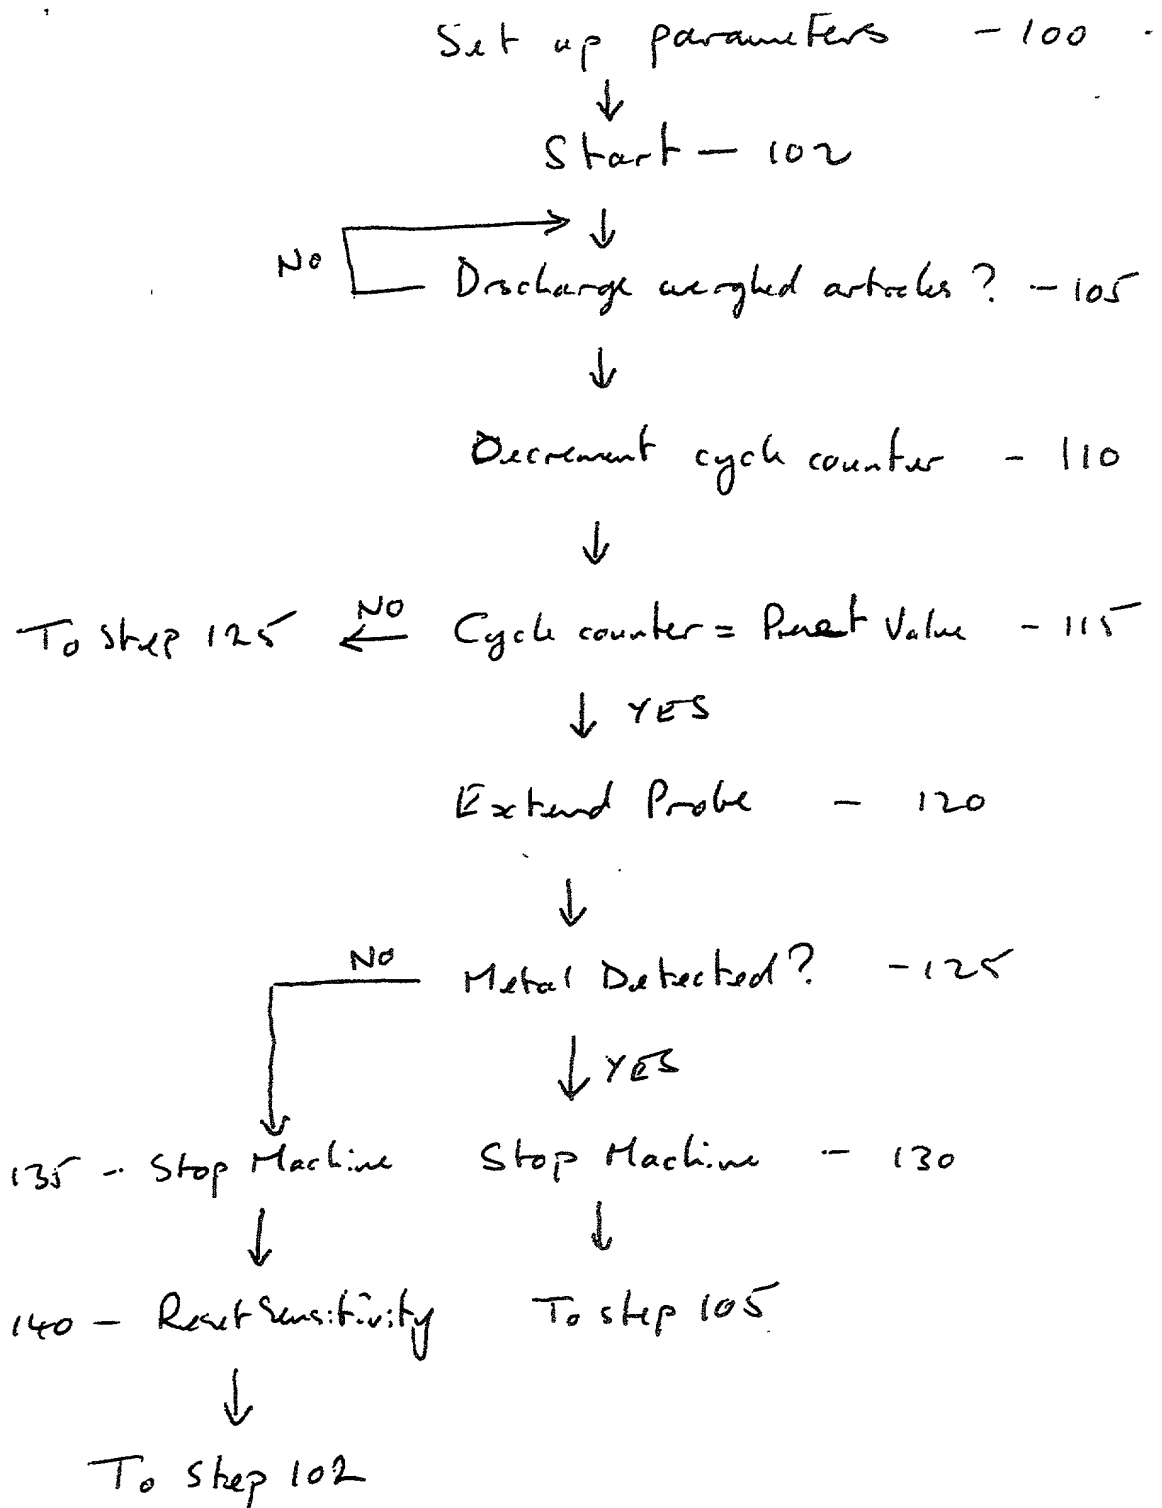 Set up parameters - 100
Start - 102
NO
Discharge weighed articles? - 105
Decrement cycle counter - 110
To step 125
NO
Cycle counter = Preset Value - 115
YES
Extend Probe - 120
NO
Metal Detected? - 125
YES
135 - Stop Machine
Stop Machine - 130
140 - Reset Sensitivity
To step 105
To step 102